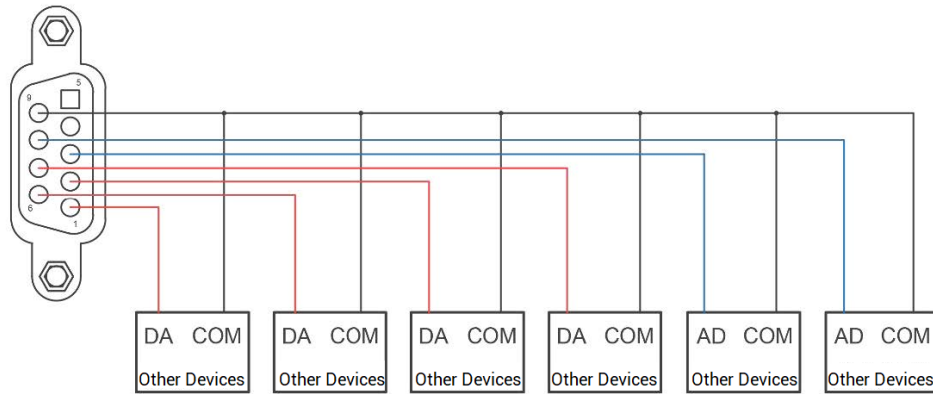 5
9
6
1
DA COM DA COM DA COM DA COM AD COM AD COM
Other Devices Other Devices Other Devices Other Devices Other Devices Other Devices